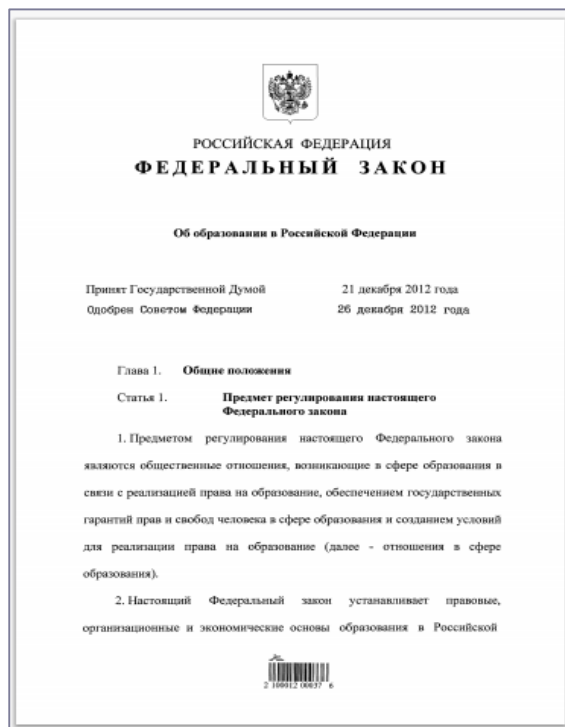 РОССИЙСКАЯ ФЕДЕРАЦИЯ
ФЕДЕРАЛЬНЫЙ ЗАКОН
Об образовании в Российской Федерации
Принят Государственной Думой 21 декабря 2012 года
Одобрен Советом Федерации 26 декабря 2012 года
Глава 1. Общие положения
Статья 1. Предмет регулирования настоящего
Федерального закона
1. Предметом регулирования настоящего Федерального закона
являются общественные отношения, возникающие в сфере образования в
связи с реализацией права на образование, обеспечением государственных
гарантий прав и свобод человека в сфере образования и созданием условий
для реализации права на образование (далее - отношения в сфере
образования).
2. Настоящий Федеральный закон устанавливает правовые,
организационные и экономические основы образования в Российской
2 100012 00037 6